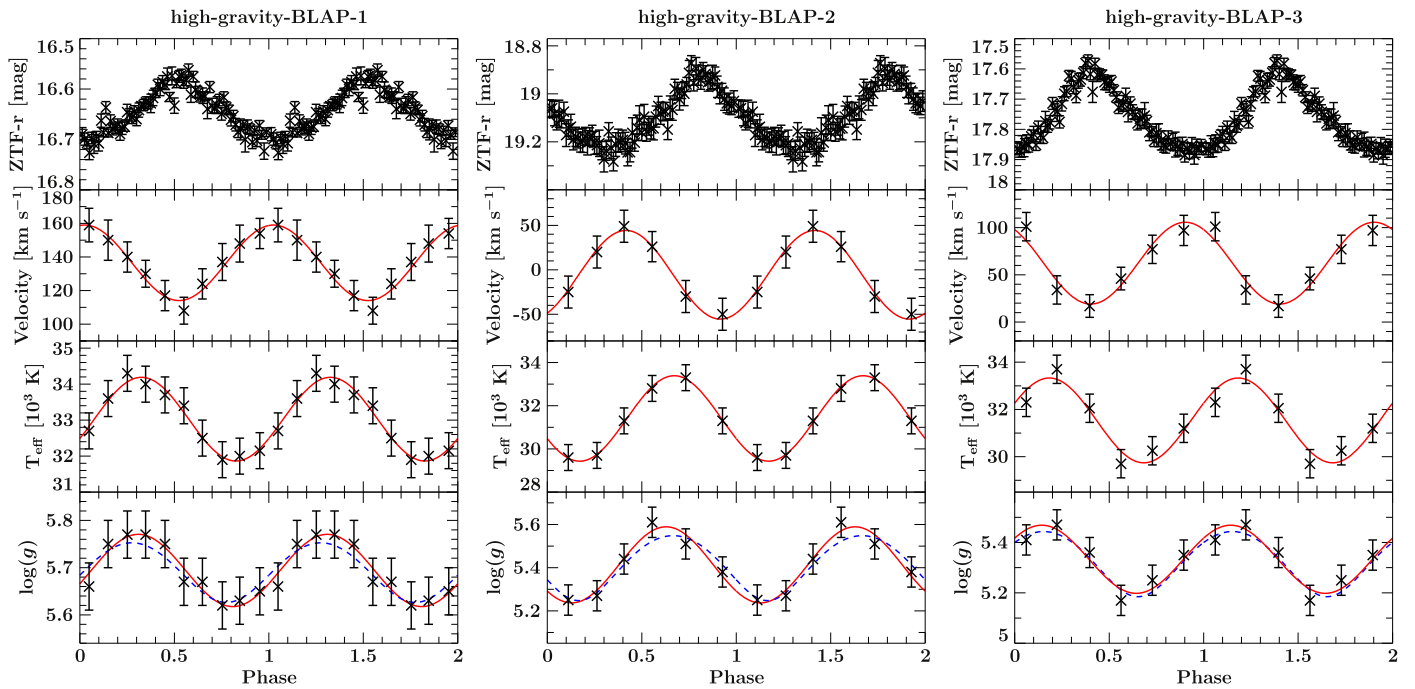 high-gravity-BLAP-1
high-gravity-BLAP-2
high-gravity-BLAP-3
ZTF-r [mag]
16.5
16.6
16.7
16.8
ZTF-r [mag]
18.8
19
19.2
ZTF-r [mag]
17.5
17.6
17.7
17.8
17.9
18
Velocity [km s⁻¹]
180
160
140
120
100
Velocity [km s⁻¹]
50
0
-50
Velocity [km s⁻¹]
100
50
0
T_eff [10³ K]
35
34
33
32
31
T_eff [10³ K]
34
32
30
28
T_eff [10³ K]
34
32
30
log(g)
5.8
5.7
5.6
log(g)
5.6
5.4
5.2
log(g)
5.4
5.2
5
0 0.5 1 1.5 2
0 0.5 1 1.5 2
0 0.5 1 1.5 2
Phase
Phase
Phase